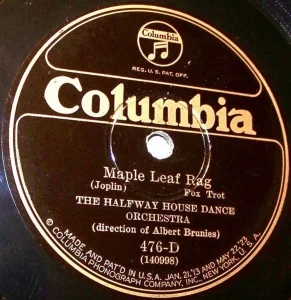 Columbia
REG. U.S. PAT. OFF.
Columbia
Maple Leaf Rag
(Joplin) Fox Trot
THE HALFWAY HOUSE DANCE
ORCHESTRA
(direction of Albert Brunies)
476-D
(140998)
MADE AND PAT'D IN U.S.A. JAN. 21,'13 AND MAY 22,'23
© COLUMBIA PHONOGRAPH COMPANY, INC., NEW YORK, U.S.